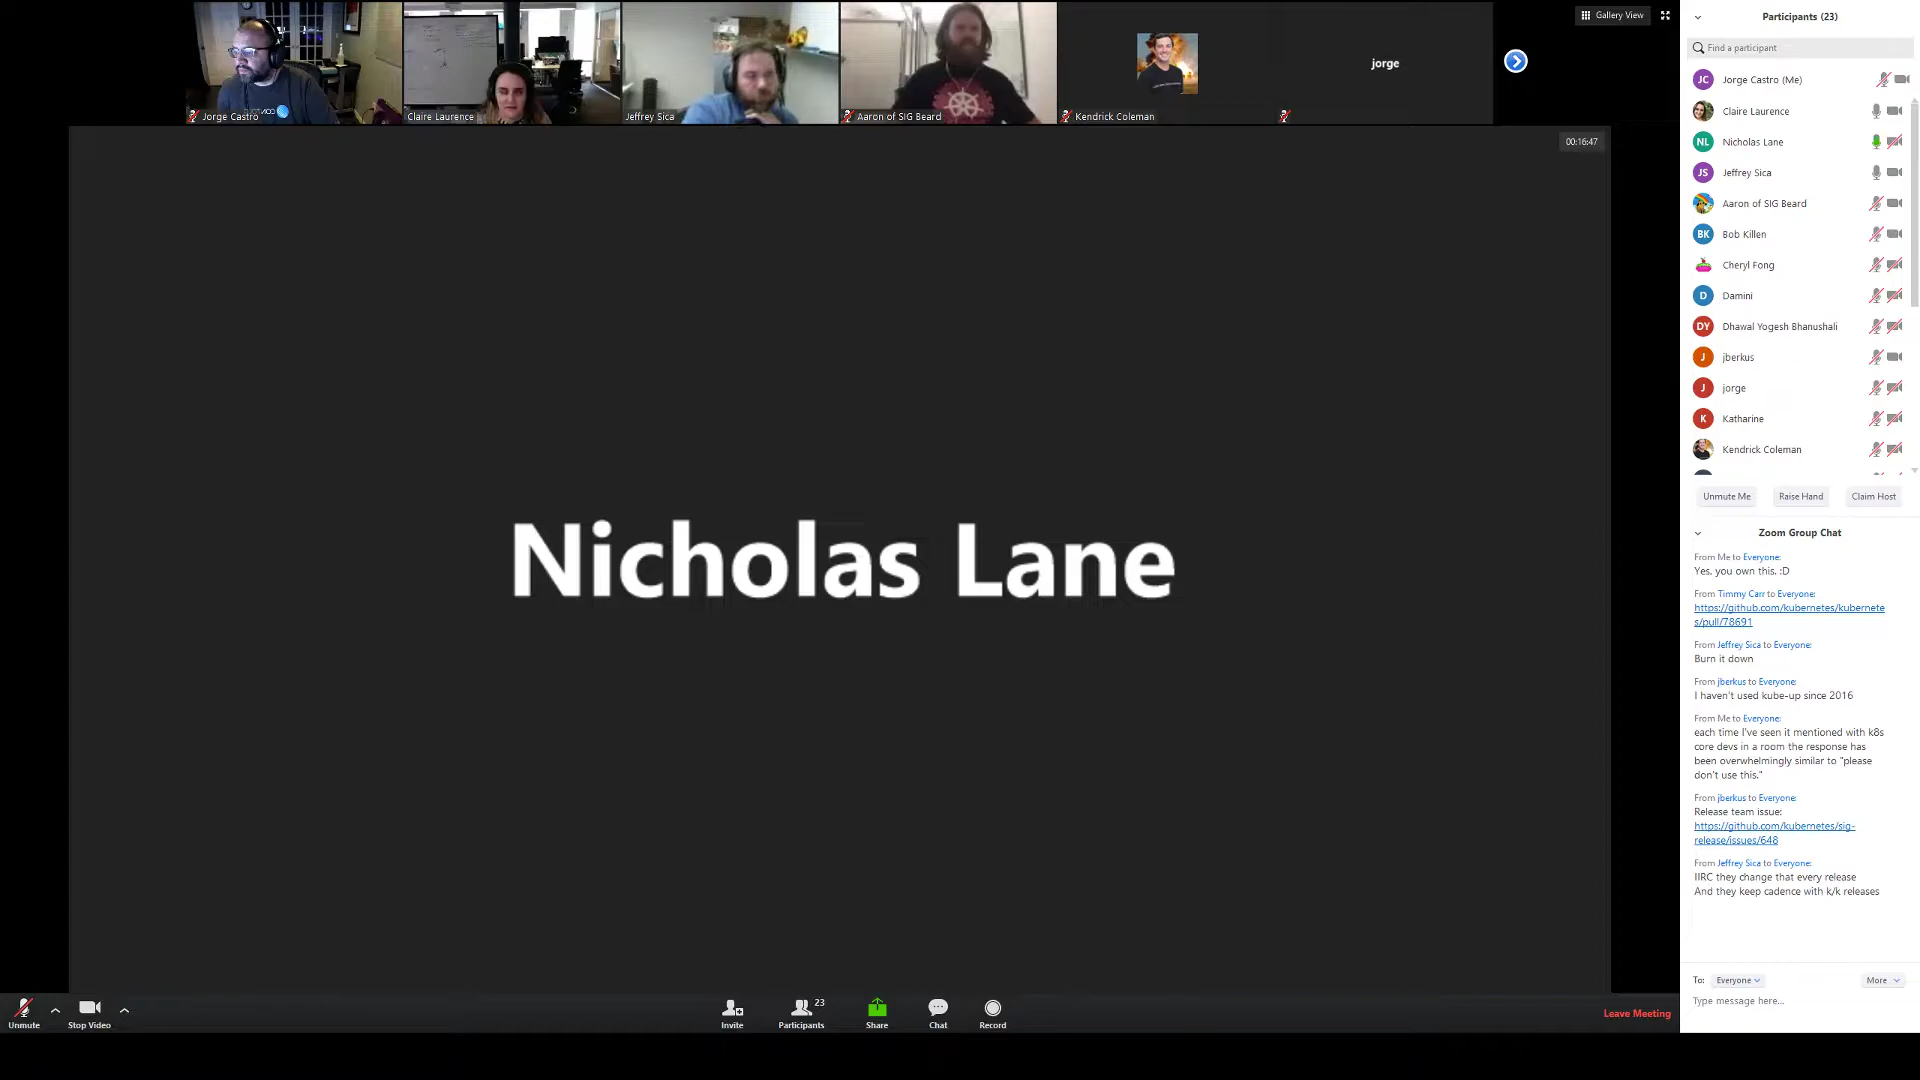 Jorge Castro
Claire Laurence
Jeffrey Sica
Aaron of SIG Beard
Kendrick Coleman
jorge
Gallery View
00:16:47
Nicholas Lane
Unmute
Stop Video
Invite
23
Participants
Share
Chat
Record
Leave Meeting
Participants (23)
Find a participant
JC Jorge Castro (Me)
Claire Laurence
NL Nicholas Lane
JS Jeffrey Sica
Aaron of SIG Beard
BK Bob Killen
Cheryl Fong
D Damini
DY Dhawal Yogesh Bhanushali
J jberkus
J jorge
K Katharine
Kendrick Coleman
Unmute Me Raise Hand Claim Host
Zoom Group Chat
From Me to Everyone:
Yes, you own this. :D
From Timmy Carr to Everyone:
https://github.com/kubernetes/kubernete
s/pull/78691
From Jeffrey Sica to Everyone:
Burn it down
From jberkus to Everyone:
I haven't used kube-up since 2016
From Me to Everyone:
each time I've seen it mentioned with k8s
core devs in a room the response has
been overwhelmingly similar to "please
don't use this."
From jberkus to Everyone:
Release team issue:
https://github.com/kubernetes/sig-
release/issues/648
From Jeffrey Sica to Everyone:
IIRC they change that every release
And they keep cadence with k/k releases
To: Everyone More
Type message here...